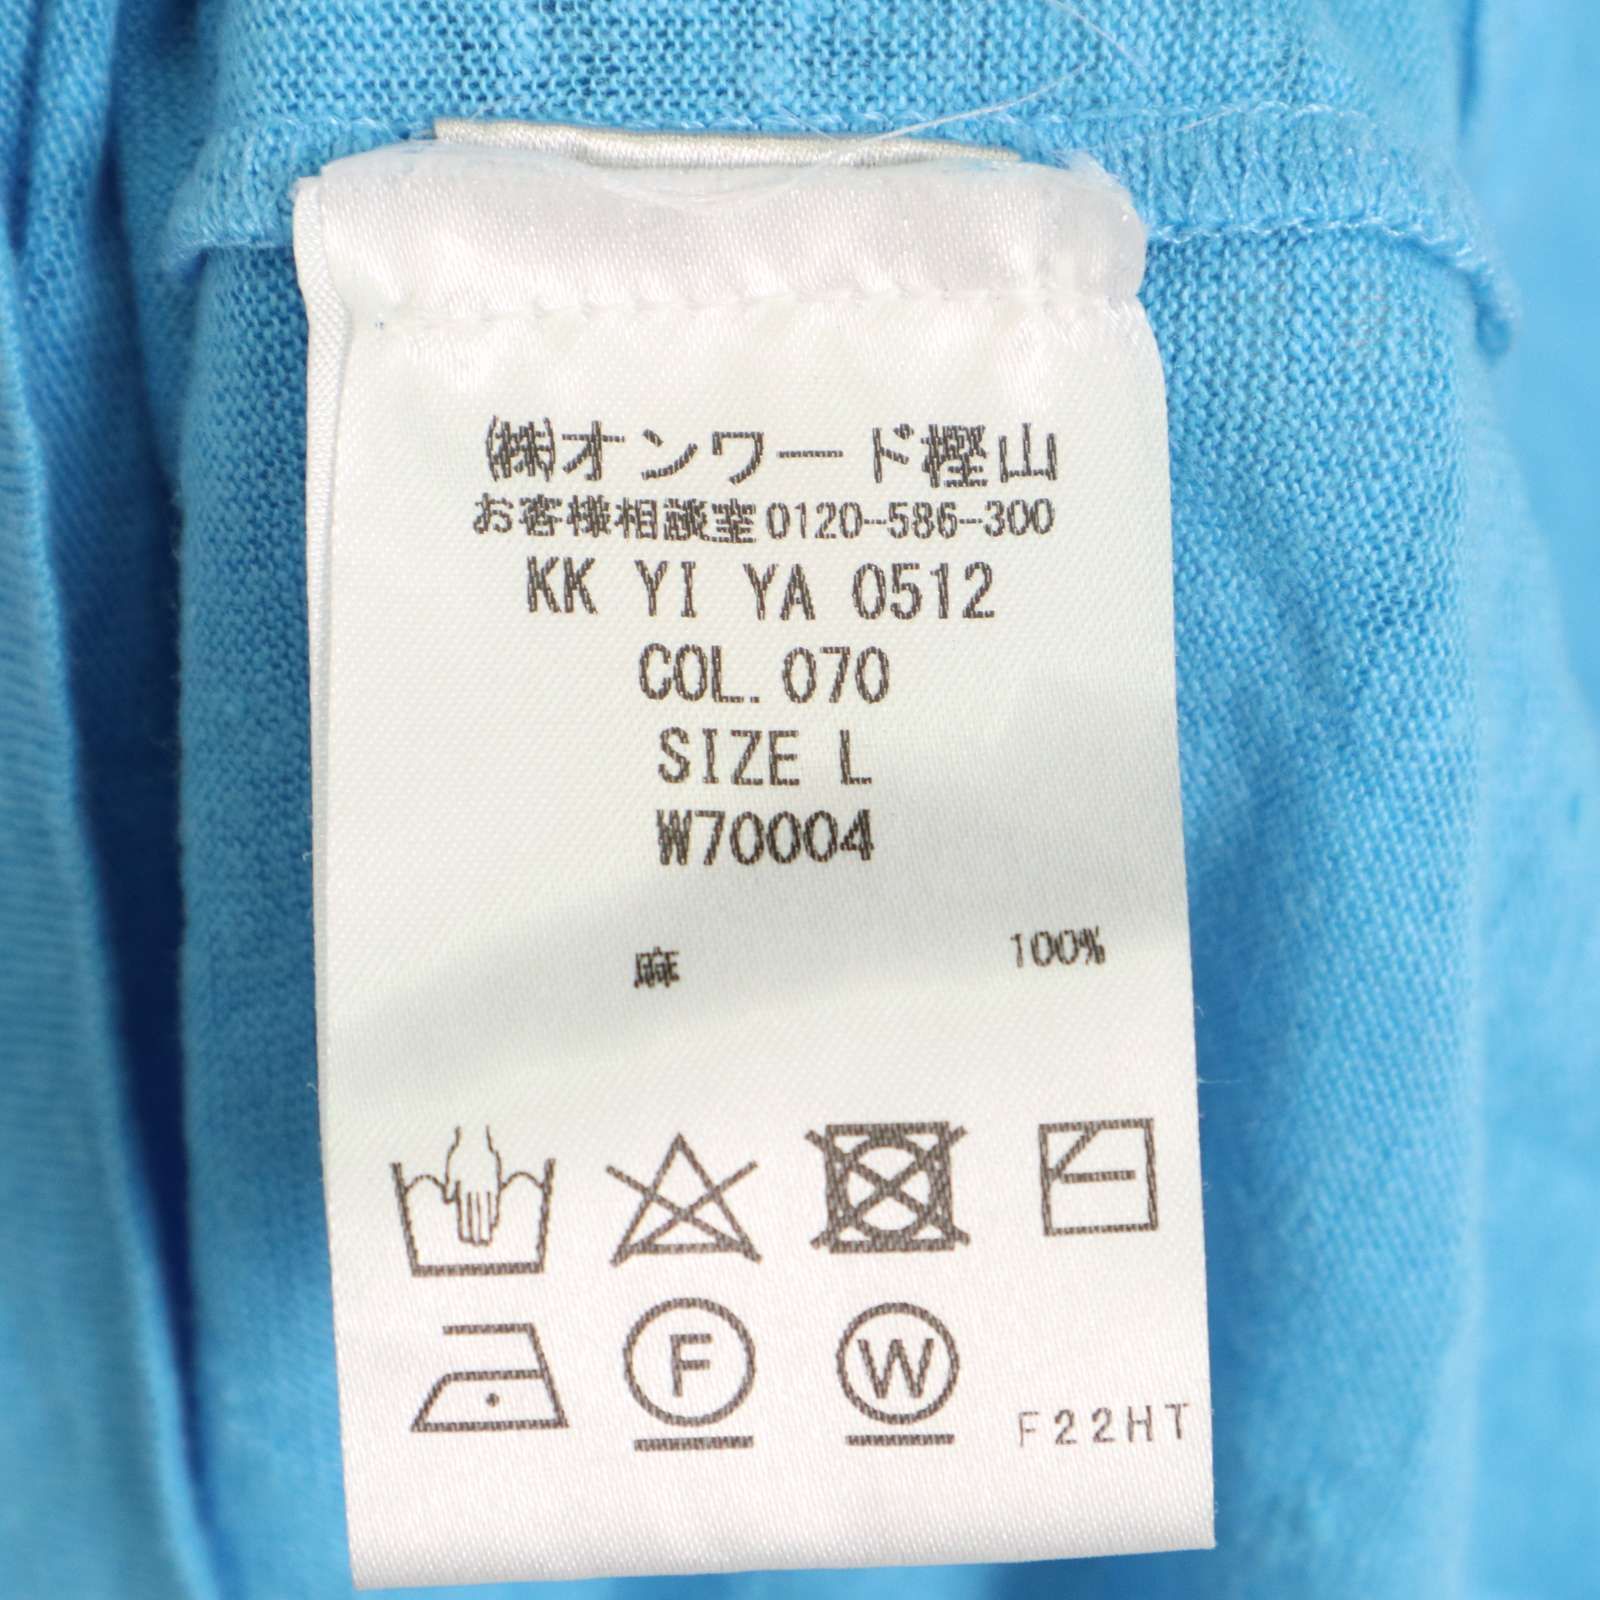 ㈱オンワード樫山
お客様相談室0120-586-300
KK YI YA 0512
COL.070
SIZE L
W70004
麻 100%
F
W
F22HT